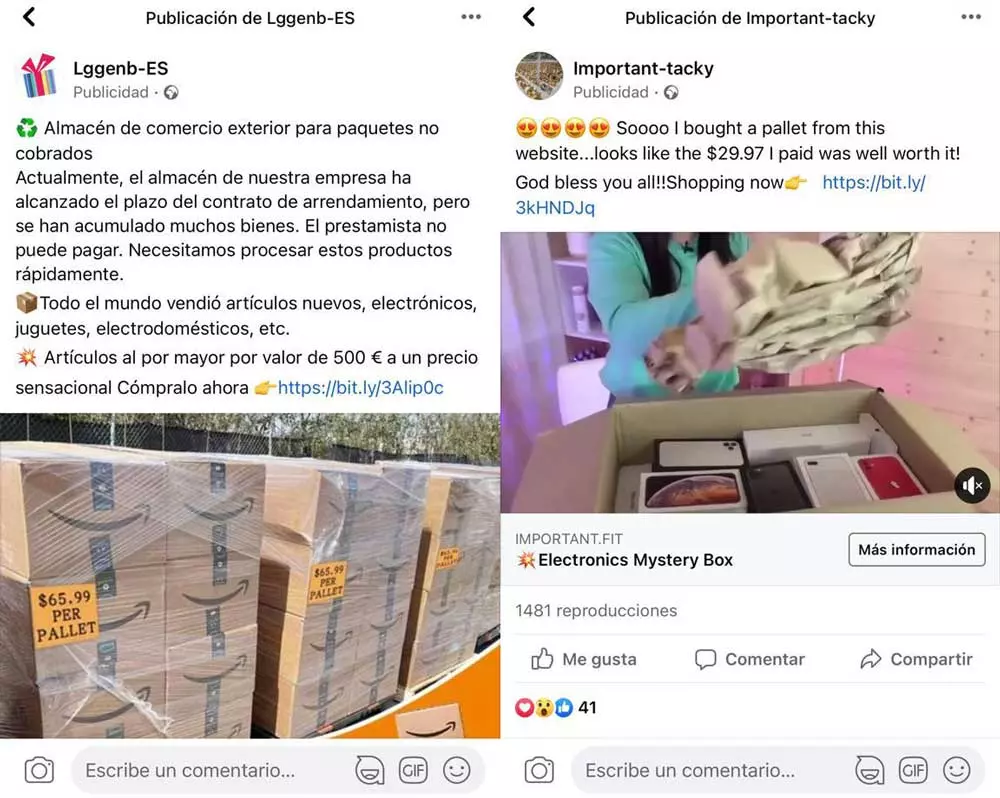 Publicación de Lggenb-ES
Lggenb-ES
Publicidad ·
♻️ Almacén de comercio exterior para paquetes no
cobrados
Actualmente, el almacén de nuestra empresa ha
alcanzado el plazo del contrato de arrendamiento, pero
se han acumulado muchos bienes. El prestamista no
puede pagar. Necesitamos procesar estos productos
rápidamente.
📦Todo el mundo vendió artículos nuevos, electrónicos,
juguetes, electrodomésticos, etc.
💥 Artículos al por mayor por valor de 500 € a un precio
sensacional Cómpralo ahora 👉https://bit.ly/3Alip0c
$65.99
PER
PALLET
$65.99
PER
PALLET
Escribe un comentario...
GIF
Publicación de Important-tacky
Important-tacky
Publicidad ·
😍😍😍😍 Soooo I bought a pallet from this
website...looks like the $29.97 I paid was well worth it!
God bless you all!!Shopping now👉 https://bit.ly/
3kHNDJq
IMPORTANT.FIT
💥Electronics Mystery Box
Más información
1481 reproducciones
Me gusta
Comentar
Compartir
41
Escribe un comentario...
GIF